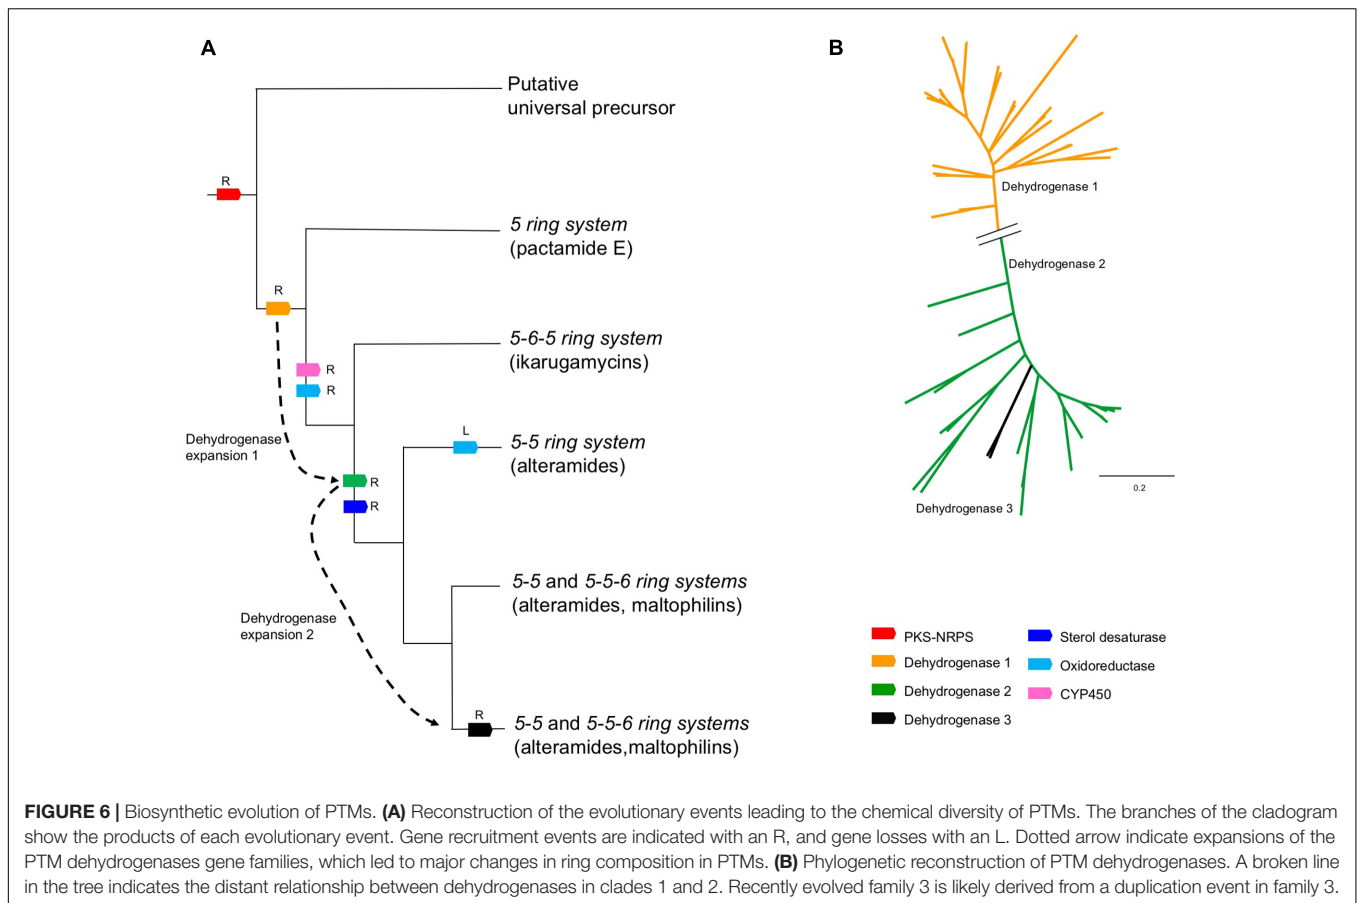 A
B
Putative
universal precursor
R
5 ring system
(pactamide E)
R
5-6-5 ring system
(ikarugamycins)
R
R
Dehydrogenase
expansion 1
L
5-5 ring system
(alteramides)
R
R
5-5 and 5-5-6 ring systems
(alteramides, maltophilins)
Dehydrogenase
expansion 2
R
5-5 and 5-5-6 ring systems
(alteramides,maltophilins)
Dehydrogenase 1
Dehydrogenase 2
Dehydrogenase 3
0.2
PKS-NRPS
Dehydrogenase 1
Dehydrogenase 2
Dehydrogenase 3
Sterol desaturase
Oxidoreductase
CYP450
FIGURE 6 | Biosynthetic evolution of PTMs. (A) Reconstruction of the evolutionary events leading to the chemical diversity of PTMs. The branches of the cladogram
show the products of each evolutionary event. Gene recruitment events are indicated with an R, and gene losses with an L. Dotted arrow indicate expansions of the
PTM dehydrogenases gene families, which led to major changes in ring composition in PTMs. (B) Phylogenetic reconstruction of PTM dehydrogenases. A broken line
in the tree indicates the distant relationship between dehydrogenases in clades 1 and 2. Recently evolved family 3 is likely derived from a duplication event in family 3.